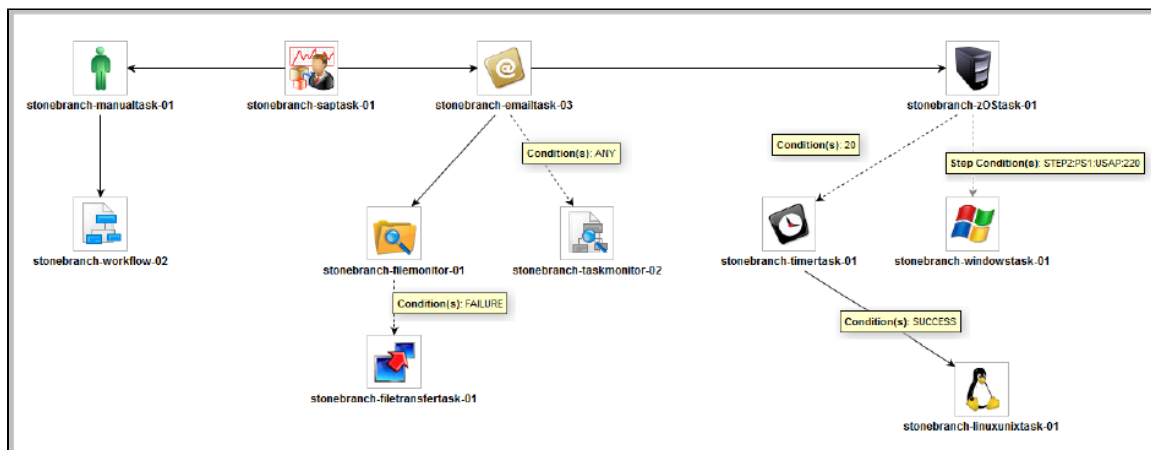 stonebranch-manualtask-01
stonebranch-saptask-01
stonebranch-emailtask-03
stonebranch-zOStask-01
Condition(s): ANY
Condition(s): 20
Step Condition(s): STEP2:PS1:USAP:220
stonebranch-workflow-02
stonebranch-filemonitor-01
stonebranch-taskmonitor-02
stonebranch-timertask-01
stonebranch-windowstask-01
Condition(s): FAILURE
Condition(s): SUCCESS
stonebranch-filetransfertask-01
stonebranch-linuxunixtask-01